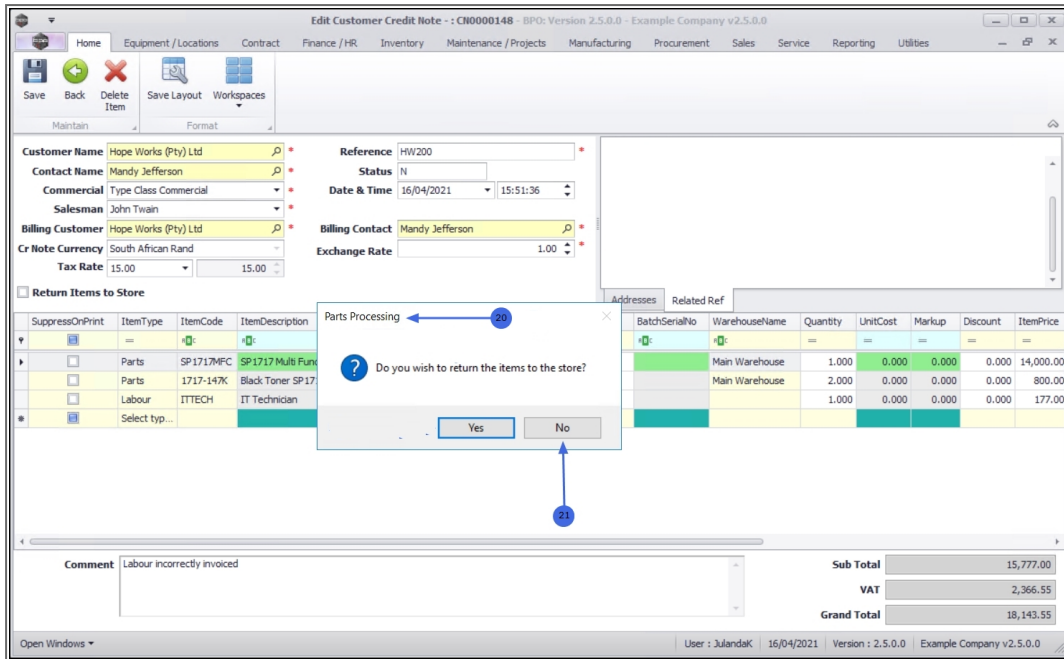 Edit Customer Credit Note - : CN0000148 - BPO: Version 2.5.0.0 - Example Company v2.5.0.0
Home Equipment / Locations Contract Finance / HR Inventory Maintenance / Projects Manufacturing Procurement Sales Service Reporting Utilities
Save Back Delete Item Save Layout Workspaces
Maintain Format
Customer Name Hope Works (Pty) Ltd * Reference HW200 *
Contact Name Mandy Jefferson * Status N
Commercial Type Class Commercial * Date & Time 16/04/2021 15:51:36
Salesman John Twain *
Billing Customer Hope Works (Pty) Ltd * Billing Contact Mandy Jefferson *
Cr Note Currency South African Rand Exchange Rate 1.00 *
Tax Rate 15.00 15.00
Return Items to Store
Addresses Related Ref
SuppressOnPrint ItemType ItemCode ItemDescription BatchSerialNo WarehouseName Quantity UnitCost Markup Discount ItemPrice
Parts SP1717MFC SP1717 Multi Func Main Warehouse 1.000 0.000 0.000 0.000 14,000.00
Parts 1717-147K Black Toner SP17 Main Warehouse 2.000 0.000 0.000 0.000 800.00
Labour ITTECH IT Technician 1.000 0.000 0.000 0.000 177.00
Select typ...
Parts Processing 20
Do you wish to return the items to the store?
Yes No
21
Comment Labour incorrectly invoiced Sub Total 15,777.00
VAT 2,366.55
Grand Total 18,143.55
Open Windows User : JulandaK 16/04/2021 Version : 2.5.0.0 Example Company v2.5.0.0